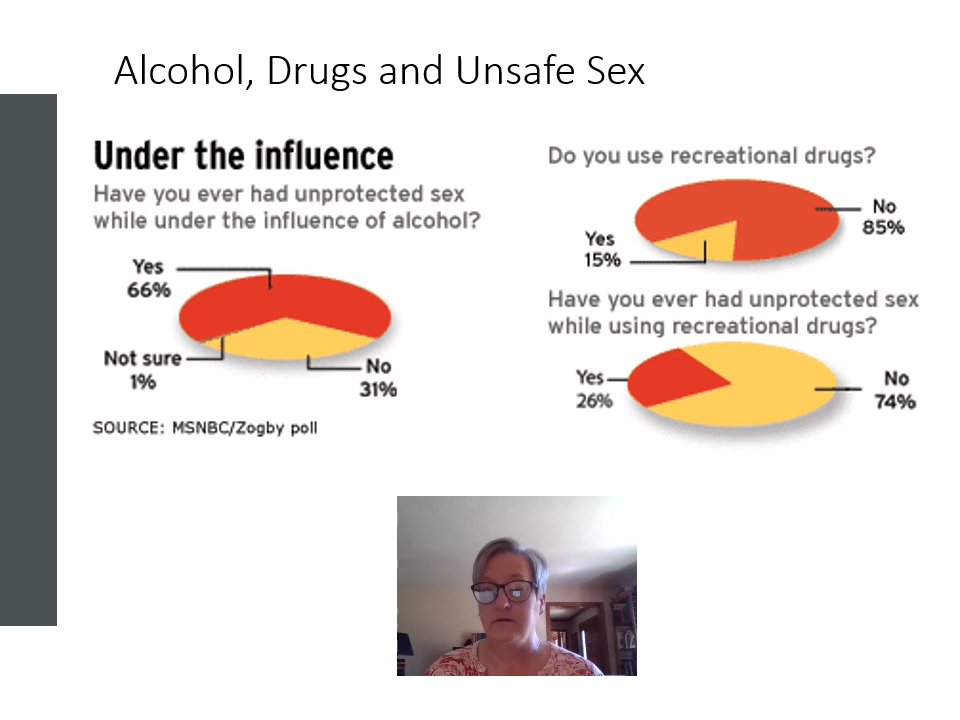 Alcohol, Drugs and Unsafe Sex
Under the influence
Have you ever had unprotected sex
while under the influence of alcohol?
Yes
66%
Not sure
1%
No
31%
SOURCE: MSNBC/Zogby poll
Do you use recreational drugs?
No
85%
Yes
15%
Have you ever had unprotected sex
while using recreational drugs?
Yes
26%
No
74%